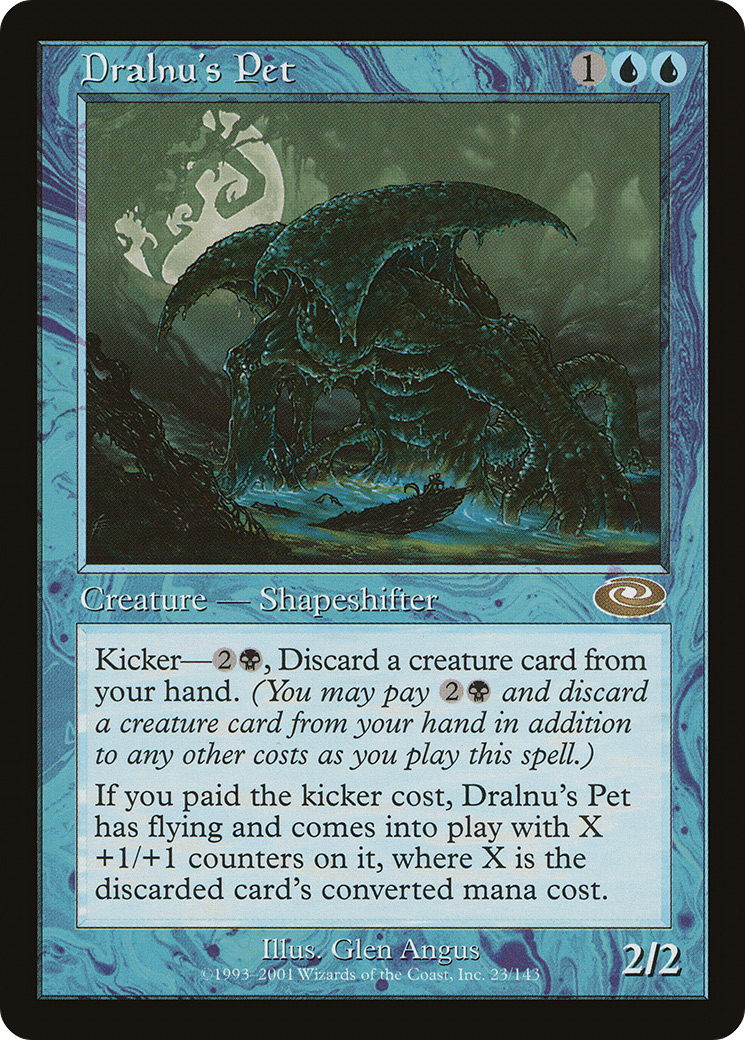 Dralnu's Pet 1
Creature — Shapeshifter
Kicker—2, Discard a creature card from
your hand. (You may pay 2 and discard
a creature card from your hand in addition
to any other costs as you play this spell.)
If you paid the kicker cost, Dralnu's Pet
has flying and comes into play with X
+1/+1 counters on it, where X is the
discarded card's converted mana cost.
Illus. Glen Angus
©1993–2001 Wizards of the Coast, Inc. 23/143
2/2